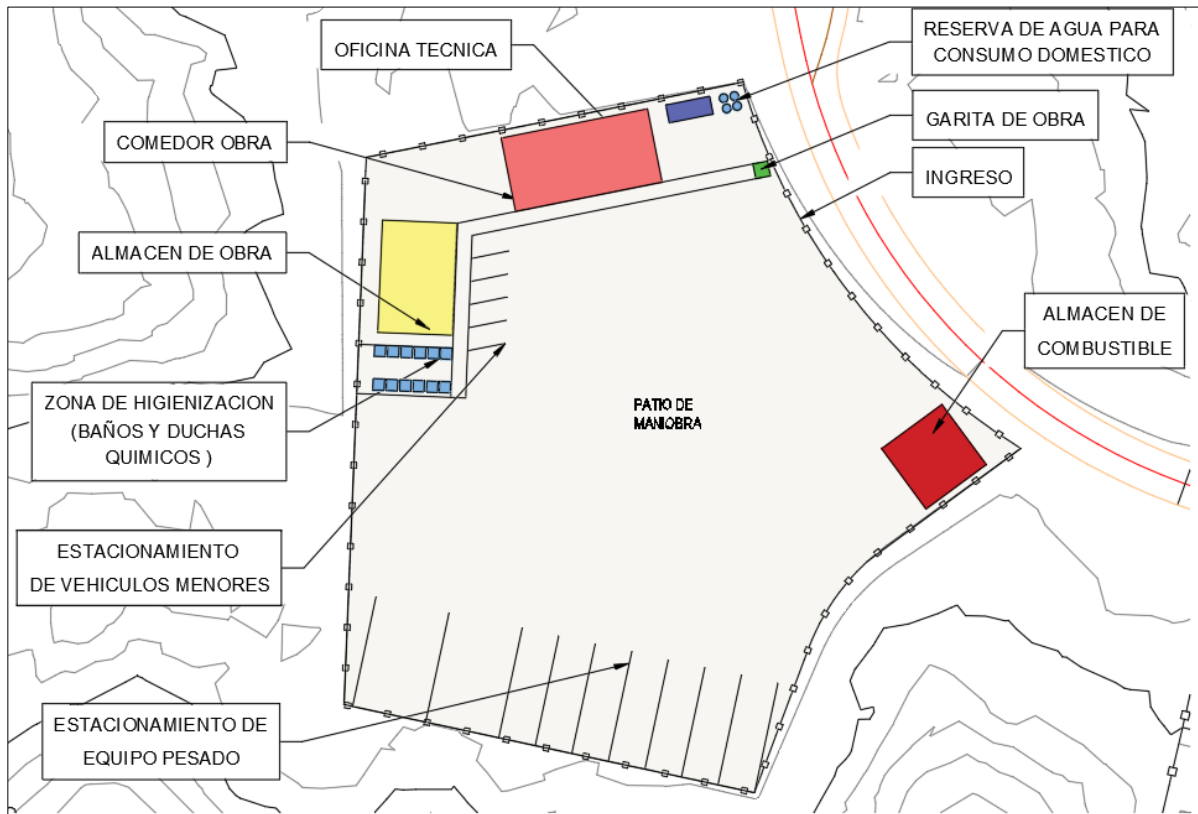 OFICINA TECNICA
RESERVA DE AGUA PARA
CONSUMO DOMESTICO
COMEDOR OBRA
GARITA DE OBRA
INGRESO
ALMACEN DE OBRA
ALMACEN DE
COMBUSTIBLE
ZONA DE HIGIENIZACION
(BAÑOS Y DUCHAS
QUIMICOS )
PATIO DE
MANIOBRA
ESTACIONAMIENTO
DE VEHICULOS MENORES
ESTACIONAMIENTO DE
EQUIPO PESADO